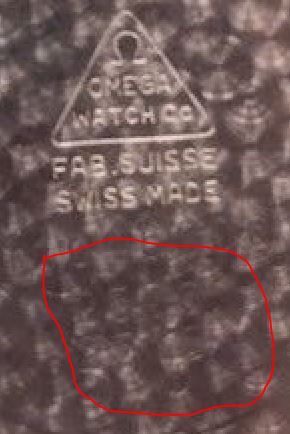 Ω
OMEGA
WATCH CO
FAB. SUISSE
SWISS MADE